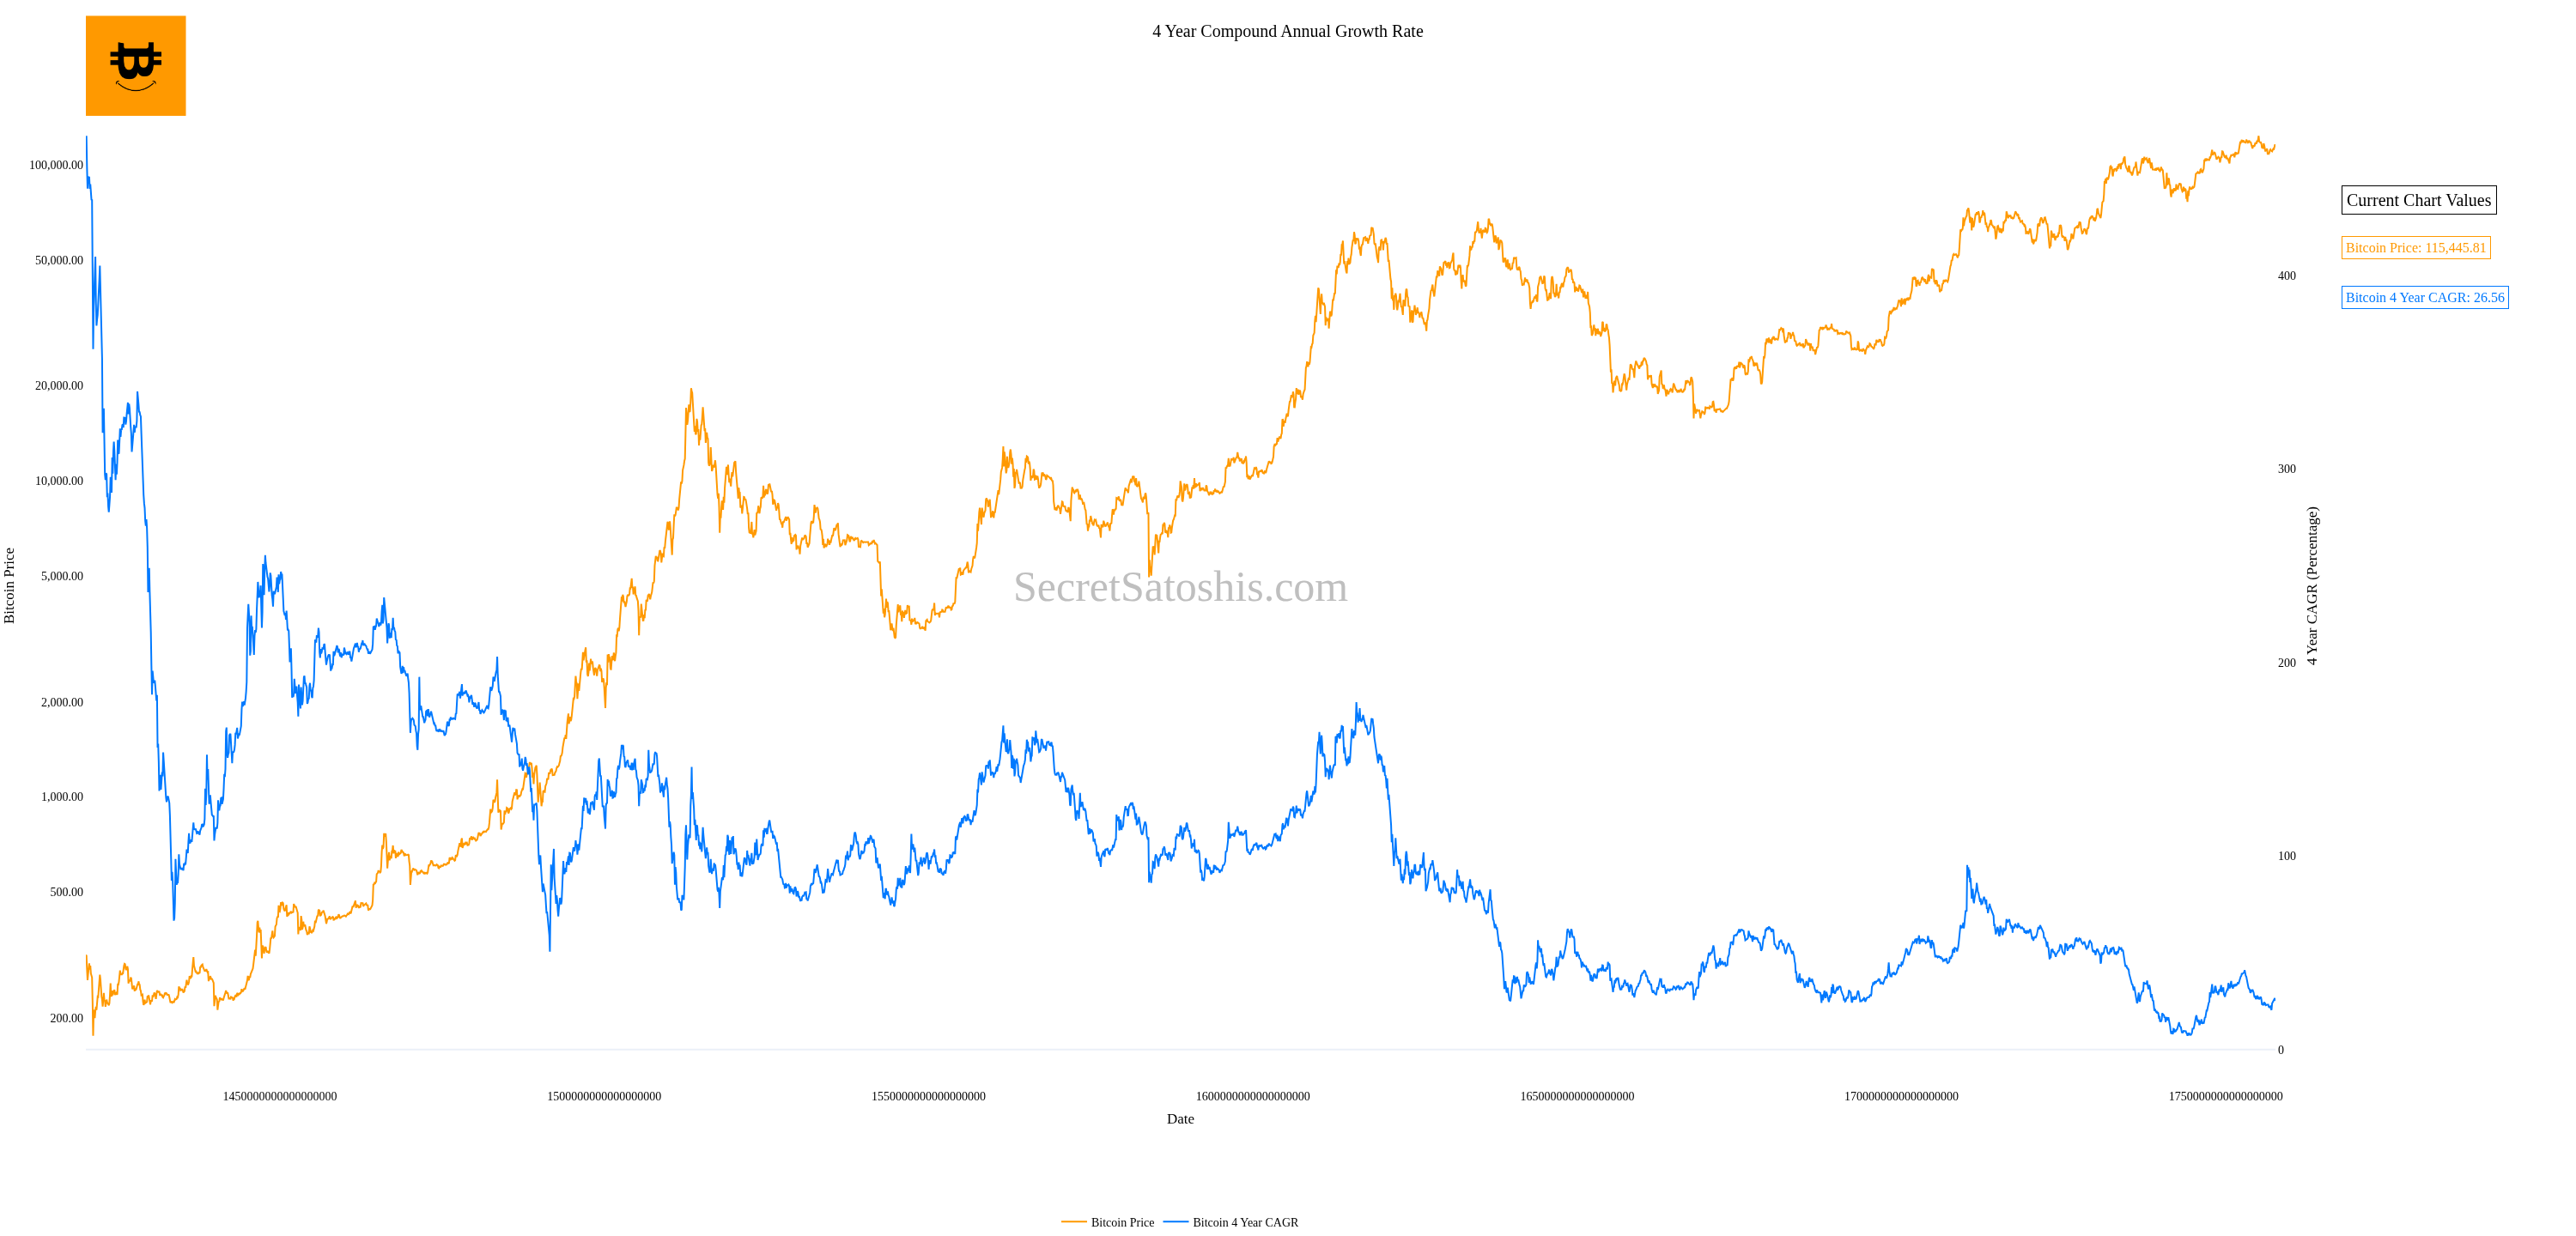 4 Year Compound Annual Growth Rate
100,000.00
50,000.00
20,000.00
10,000.00
5,000.00
2,000.00
1,000.00
500.00
200.00
Bitcoin Price
SecretSatoshis.com
400
300
200
100
0
4 Year CAGR (Percentage)
Current Chart Values
Bitcoin Price: 115,445.81
Bitcoin 4 Year CAGR: 26.56
1450000000000000000 1500000000000000000 1550000000000000000 1600000000000000000 1650000000000000000 1700000000000000000 1750000000000000000
Date
Bitcoin Price Bitcoin 4 Year CAGR